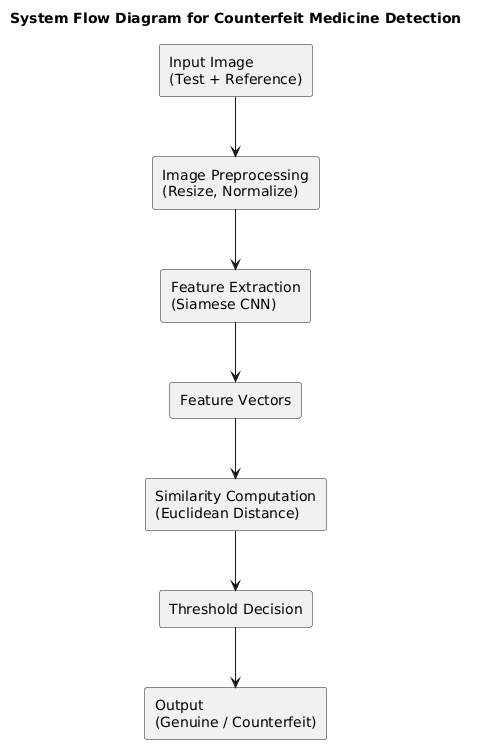 System Flow Diagram for Counterfeit Medicine Detection
Input Image
(Test + Reference)
Image Preprocessing
(Resize, Normalize)
Feature Extraction
(Siamese CNN)
Feature Vectors
Similarity Computation
(Euclidean Distance)
Threshold Decision
Output
(Genuine / Counterfeit)